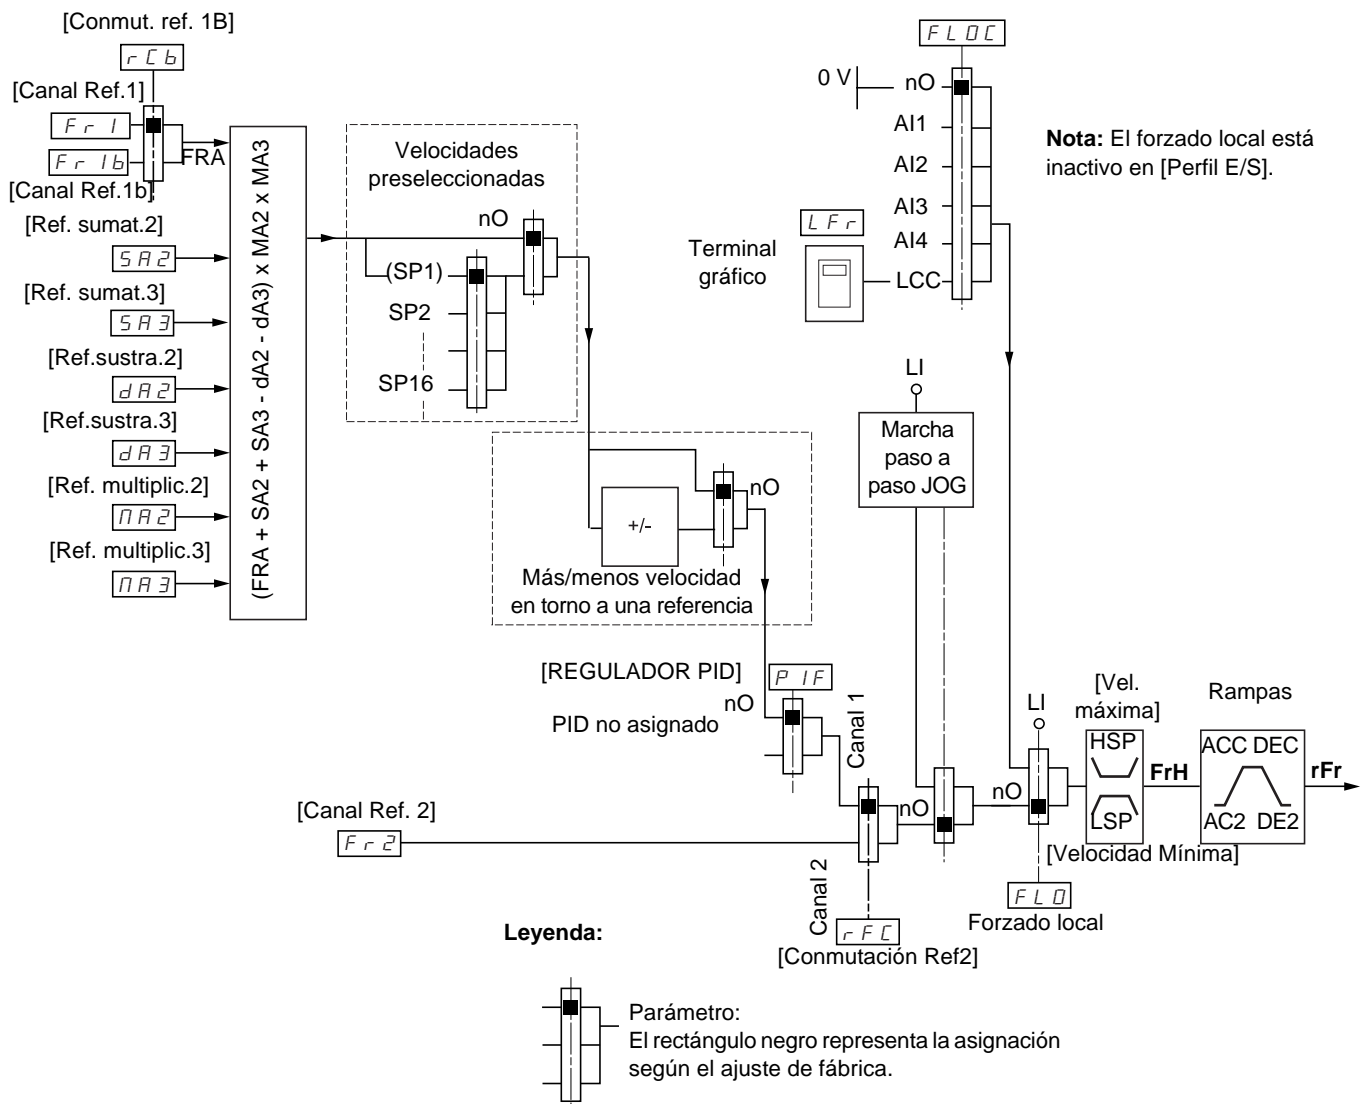 [Conmut. ref. 1B]
rCb
[Canal Ref.1]
Fr1
Fr1b
FRA
[Canal Ref.1b]
[Ref. sumat.2]
SA2
[Ref. sumat.3]
SA3
[Ref.sustra.2]
dA2
[Ref.sustra.3]
dA3
[Ref. multiplic.2]
MA2
[Ref. multiplic.3]
MA3
(FRA + SA2 + SA3 - dA2 - dA3) x MA2 x MA3
Velocidades
preseleccionadas
nO
(SP1)
SP2
SP16
nO
+/-
Más/menos velocidad
en torno a una referencia
FLOC
0 V
nO
AI1
AI2
AI3
AI4
LCC
LFr
Terminal
gráfico
Nota: El forzado local está
inactivo en [Perfil E/S].
LI
Marcha
paso a
paso JOG
[REGULADOR PID]
PIF
nO
PID no asignado
Canal 1
[Canal Ref. 2]
Fr2
Canal 2
rFC
[Conmutación Ref2]
nO
nO
LI
FLO
Forzado local
[Vel.
máxima]
HSP
LSP
[Velocidad Mínima]
FrH
Rampas
ACC DEC
AC2 DE2
rFr
Leyenda:
Parámetro:
El rectángulo negro representa la asignación
según el ajuste de fábrica.